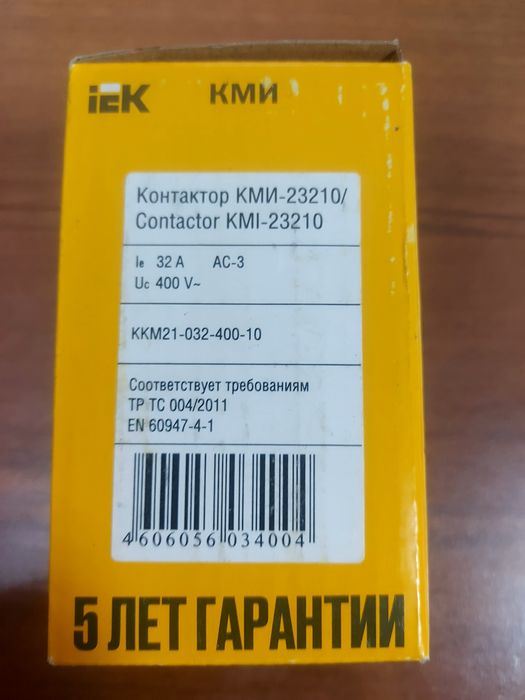 iEK КМИ
Контактор КМИ-23210/
Contactor KMI-23210
Ie 32 A AC-3
Uc 400 V~
KKM21-032-400-10
Соответствует требованиям
ТР ТС 004/2011
EN 60947-4-1
4 606056 034004
5 ЛЕТ ГАРАНТИИ